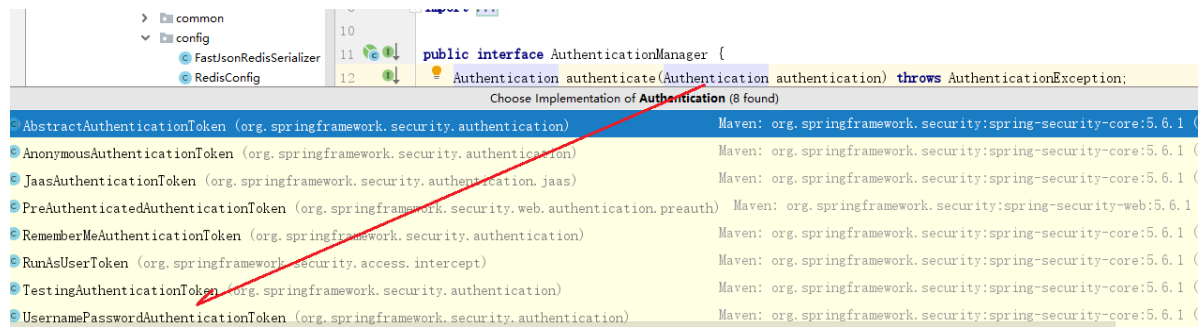 common
config
FastJsonRedisSerializer
RedisConfig
import ...
10
11 public interface AuthenticationManager {
12 Authentication authenticate(Authentication authentication) throws AuthenticationException;
Choose Implementation of Authentication (8 found)
AbstractAuthenticationToken (org.springframework.security.authentication) Maven: org.springframework.security:spring-security-core:5.6.1 (
AnonymousAuthenticationToken (org.springframework.security.authentication) Maven: org.springframework.security:spring-security-core:5.6.1 (
JaasAuthenticationToken (org.springframework.security.authentication.jaas) Maven: org.springframework.security:spring-security-core:5.6.1 (
PreAuthenticatedAuthenticationToken (org.springframework.security.web.authentication.preauth) Maven: org.springframework.security:spring-security-web:5.6.1
RememberMeAuthenticationToken (org.springframework.security.authentication) Maven: org.springframework.security:spring-security-core:5.6.1 (
RunAsUserToken (org.springframework.security.access.intercept) Maven: org.springframework.security:spring-security-core:5.6.1 (
TestingAuthenticationToken (org.springframework.security.authentication) Maven: org.springframework.security:spring-security-core:5.6.1 (
UsernamePasswordAuthenticationToken (org.springframework.security.authentication) Maven: org.springframework.security:spring-security-core:5.6.1 (